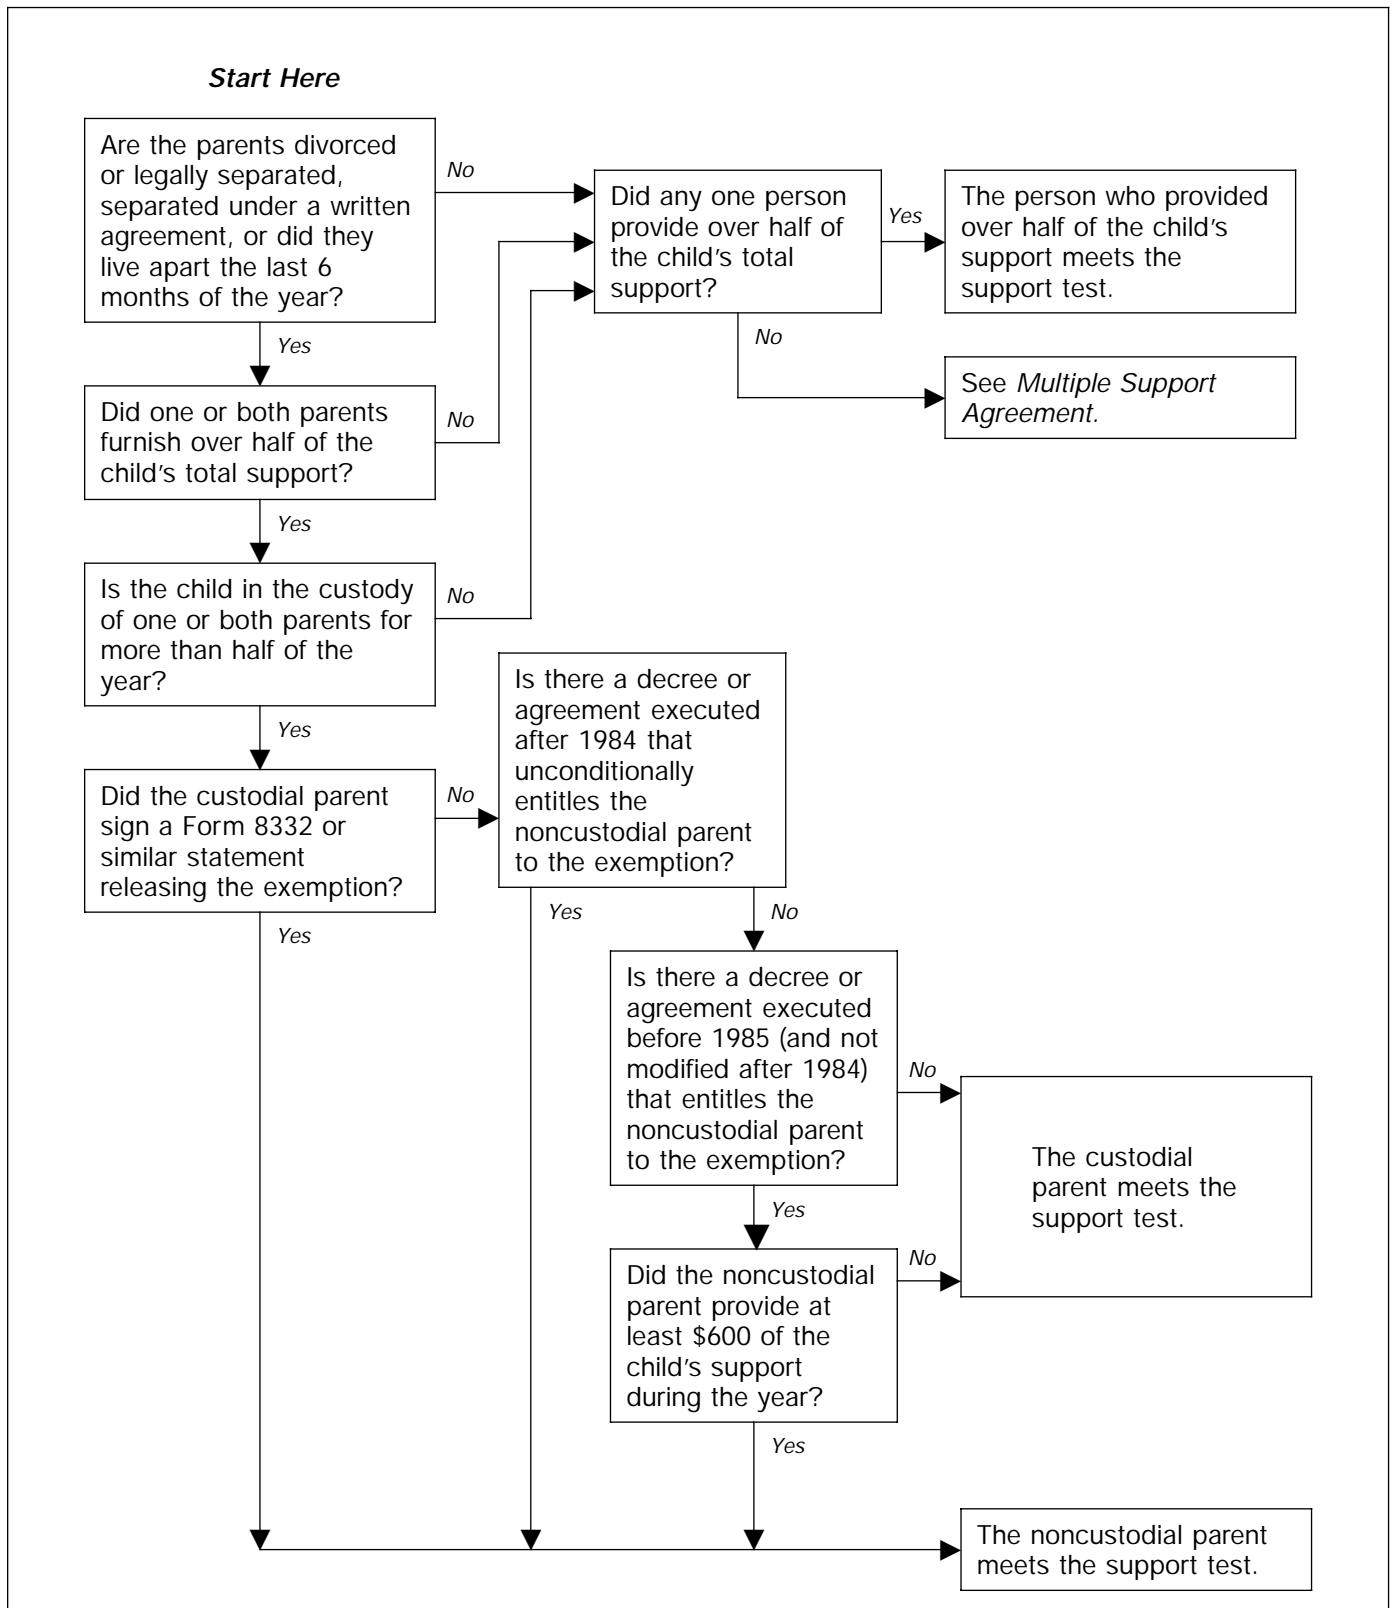 Start Here
Are the parents divorced
or legally separated,
separated under a written
agreement, or did they
live apart the last 6
months of the year?
No
Did any one person
provide over half of
the child's total
support?
Yes
The person who provided
over half of the child's
support meets the
support test.
No
See Multiple Support
Agreement.
Yes
Did one or both parents
furnish over half of the
child's total support?
No
Yes
Is the child in the custody
of one or both parents for
more than half of the
year?
No
Yes
Did the custodial parent
sign a Form 8332 or
similar statement
releasing the exemption?
No
Yes
Is there a decree or
agreement executed
after 1984 that
unconditionally
entitles the
noncustodial parent
to the exemption?
Yes
No
Is there a decree or
agreement executed
before 1985 (and not
modified after 1984)
that entitles the
noncustodial parent
to the exemption?
No
The custodial
parent meets the
support test.
Yes
Did the noncustodial
parent provide at
least $600 of the
child's support
during the year?
No
Yes
The noncustodial parent
meets the support test.